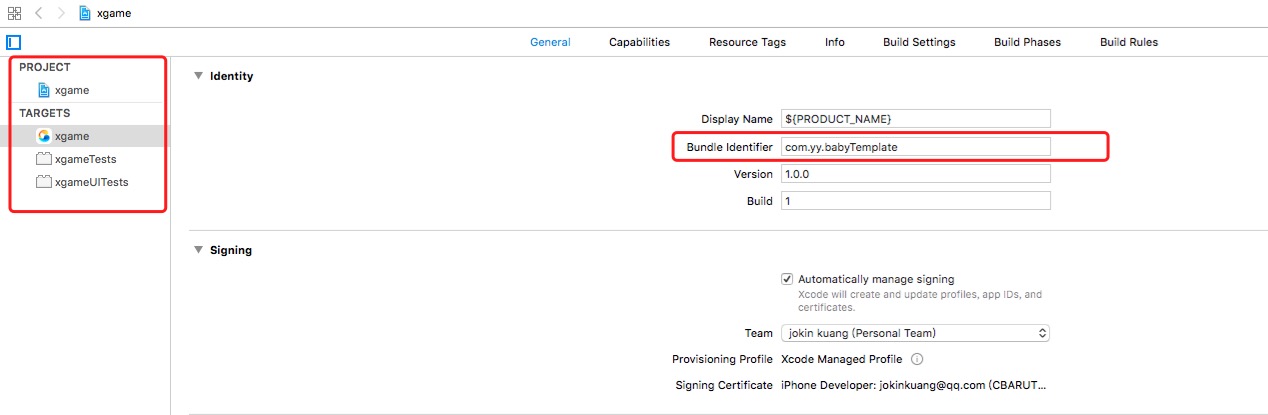 xgame
General Capabilities Resource Tags Info Build Settings Build Phases Build Rules
PROJECT
xgame
TARGETS
xgame
xgameTests
xgameUITests
Identity
Display Name ${PRODUCT_NAME}
Bundle Identifier com.yy.babyTemplate
Version 1.0.0
Build 1
Signing
Automatically manage signing
Xcode will create and update profiles, app IDs, and
certificates.
Team jokin kuang (Personal Team)
Provisioning Profile Xcode Managed Profile
Signing Certificate iPhone Developer: jokinkuang@qq.com (CBARUT...